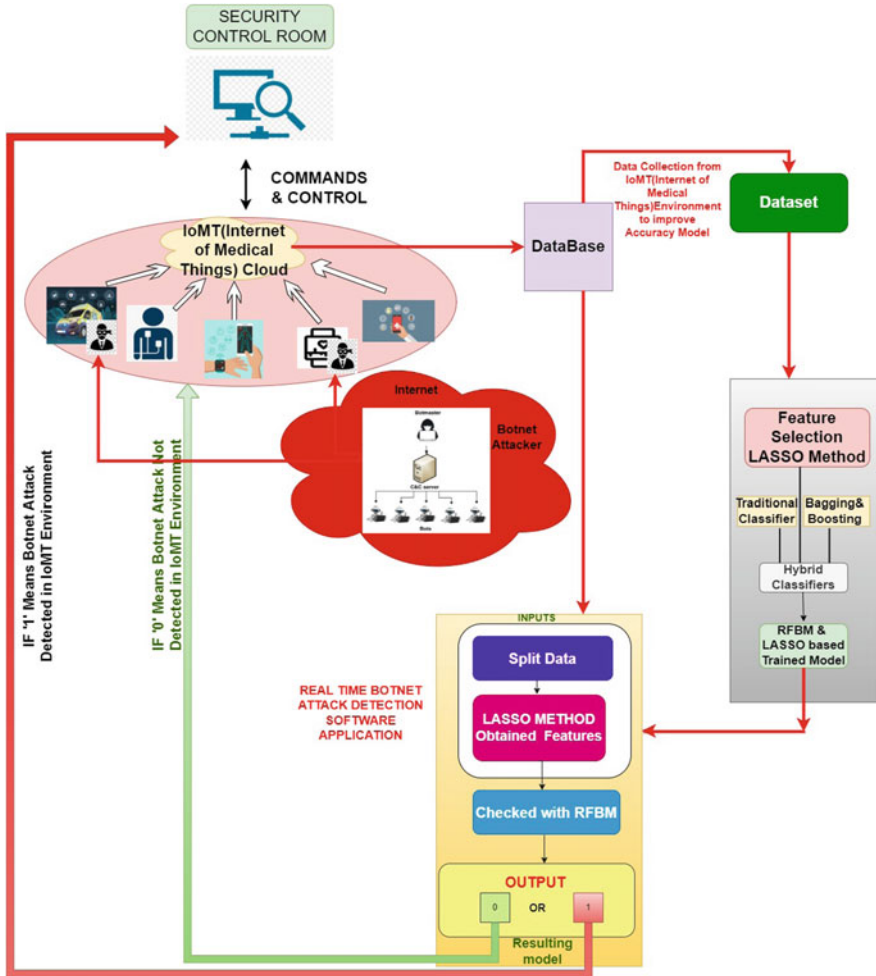 SECURITY
CONTROL ROOM
COMMANDS
& CONTROL
IoMT(Internet
of Medical
Things) Cloud
DataBase
Data Collection from
IoMT(Internet of
Medical
Things)Environment
to improve
Accuracy Model
Dataset
Internet
Botnet
Attacker
Botmaster
C&C server
Bots
Feature
Selection
LASSO Method
Traditional
Classifier
Bagging&
Boosting
Hybrid
Classifiers
RFBM &
LASSO based
Trained Model
IF '1' Means Botnet Attack
Detected in IoMT Environment
IF '0' Means Botnet Attack Not
Detected in IoMT Environment
REAL TIME BOTNET
ATTACK DETECTION
SOFTWARE
APPLICATION
INPUTS
Split Data
LASSO METHOD
Obtained Features
Checked with RFBM
OUTPUT
0
OR
1
Resulting
model